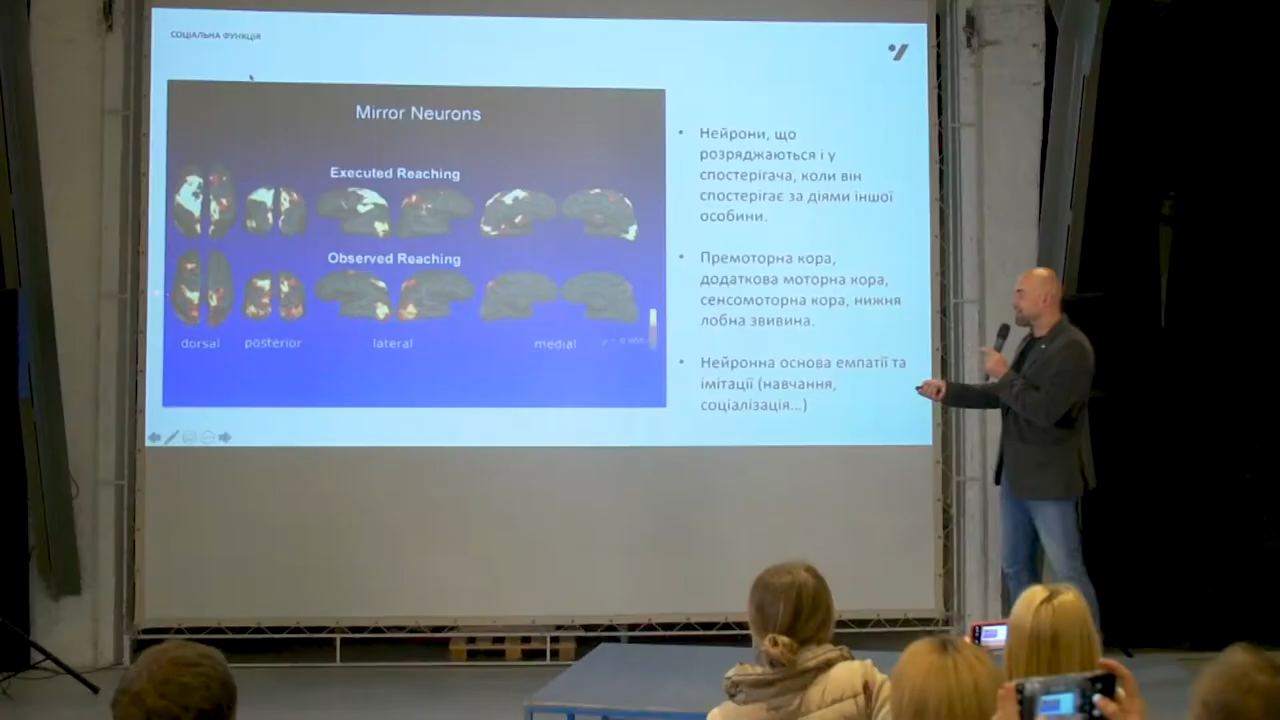 СОЦІАЛЬНА ФУНКЦІЯ
Mirror Neurons
Executed Reaching
Observed Reaching
dorsal posterior lateral medial
• Нейрони, що
розряджаються і у
спостерігача, коли він
спостерігає за діями іншої
особини.
• Премоторна кора,
додаткова моторна кора,
сенсомоторна кора, нижня
лобна звивина.
• Нейронна основа емпатії та
імітації (навчання,
соціалізація...)